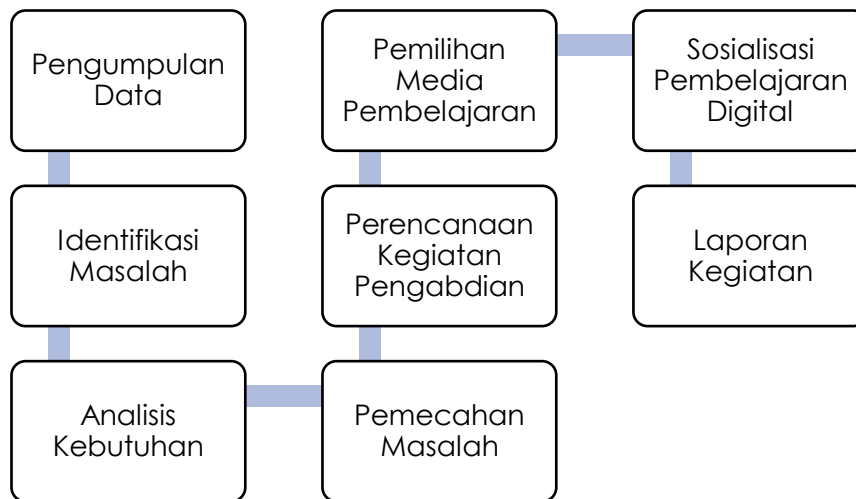 Pengumpulan
Data
Identifikasi
Masalah
Analisis
Kebutuhan
Pemecahan
Masalah
Perencanaan
Kegiatan
Pengabdian
Pemilihan
Media
Pembelajaran
Sosialisasi
Pembelajaran
Digital
Laporan
Kegiatan